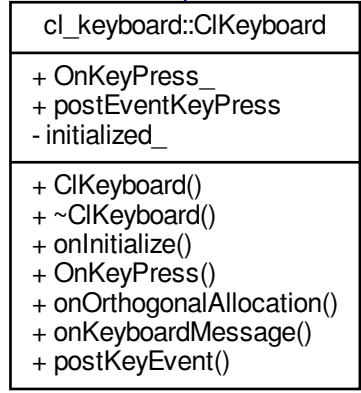 cl_keyboard::ClKeyboard
+ OnKeyPress_
+ postEventKeyPress
- initialized_
+ ClKeyboard()
+ ~ClKeyboard()
+ onInitialize()
+ OnKeyPress()
+ onOrthogonalAllocation()
+ onKeyboardMessage()
+ postKeyEvent()